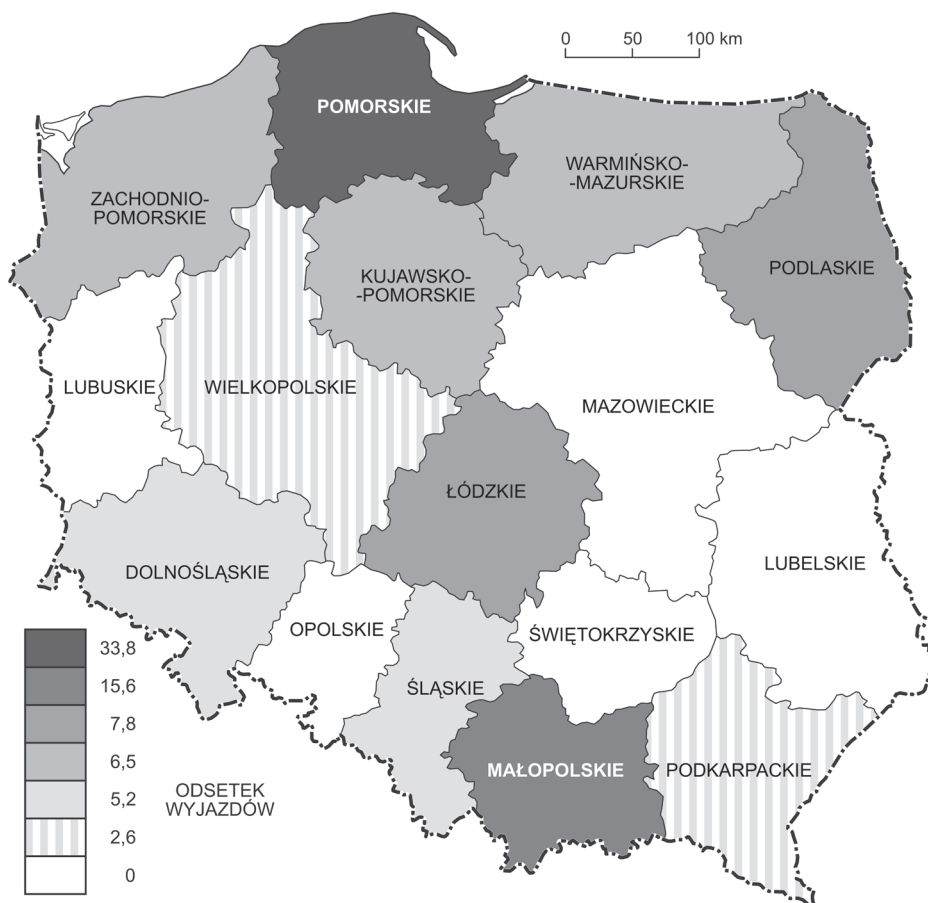 0 50 100 km
POMORSKIE
WARMIŃSKO-
-MAZURSKIE
ZACHODNIO-
POMORSKIE
PODLASKIE
KUJAWSKO-
-POMORSKIE
LUBUSKIE
WIELKOPOLSKIE
MAZOWIECKIE
ŁÓDZKIE
LUBELSKIE
DOLNOŚLĄSKIE
OPOLSKIE
ŚWIĘTOKRZYSKIE
ŚLĄSKIE
MAŁOPOLSKIE
PODKARPACKIE
33,8
15,6
7,8
6,5
5,2
2,6
0
ODSETEK
WYJAZDÓW